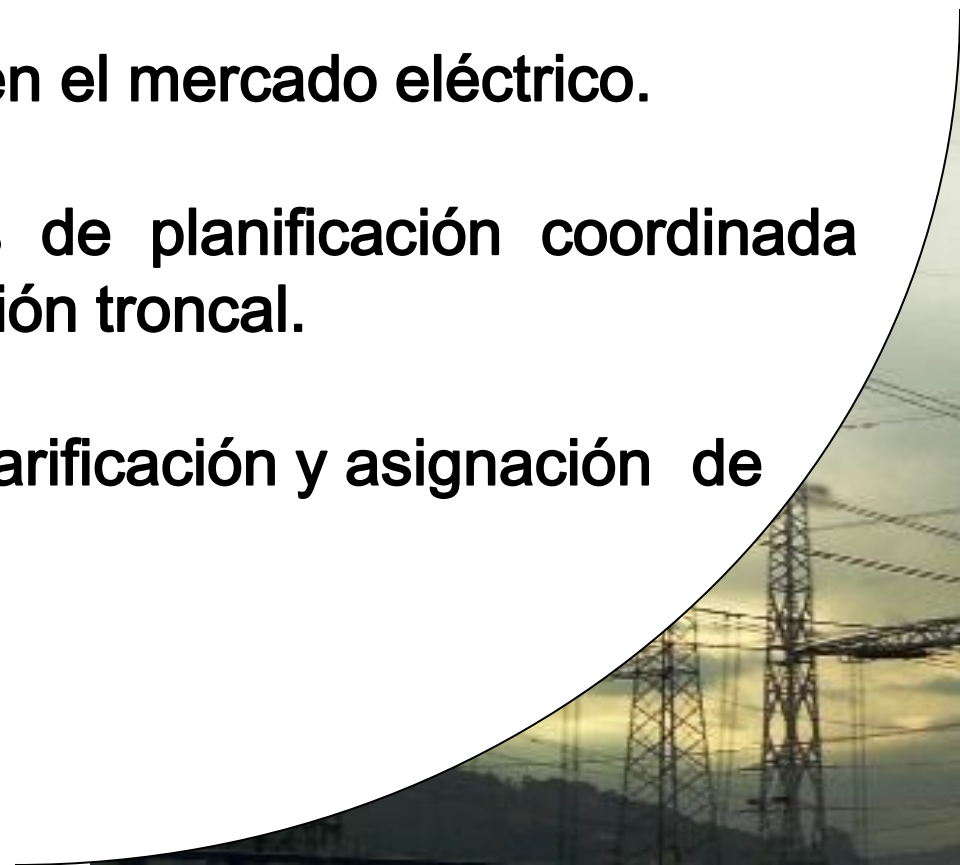 en el mercado eléctrico.
de planificación coordinada
ión troncal.
arificación y asignación de